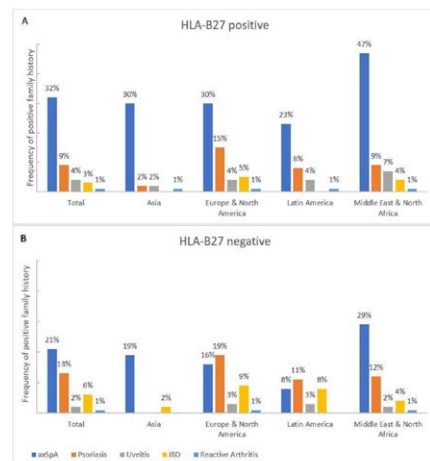 A
HLA-B27 positive
Frequency of positive family history
32%
9%
4%
3%
1%
30%
2%
2%
1%
30%
15%
4%
5%
1%
23%
8%
4%
1%
47%
9%
7%
4%
1%
Total
Asia
Europe & North
America
Latin America
Middle East & North
Africa
B
HLA-B27 negative
Frequency of positive family history
21%
13%
2%
6%
1%
19%
2%
16%
19%
3%
9%
1%
8%
11%
3%
8%
29%
12%
2%
4%
1%
Total
Asia
Europe & North
America
Latin America
Middle East & North
Africa
axSpA Psoriasis Uveitis IBD Reactive Arthritis